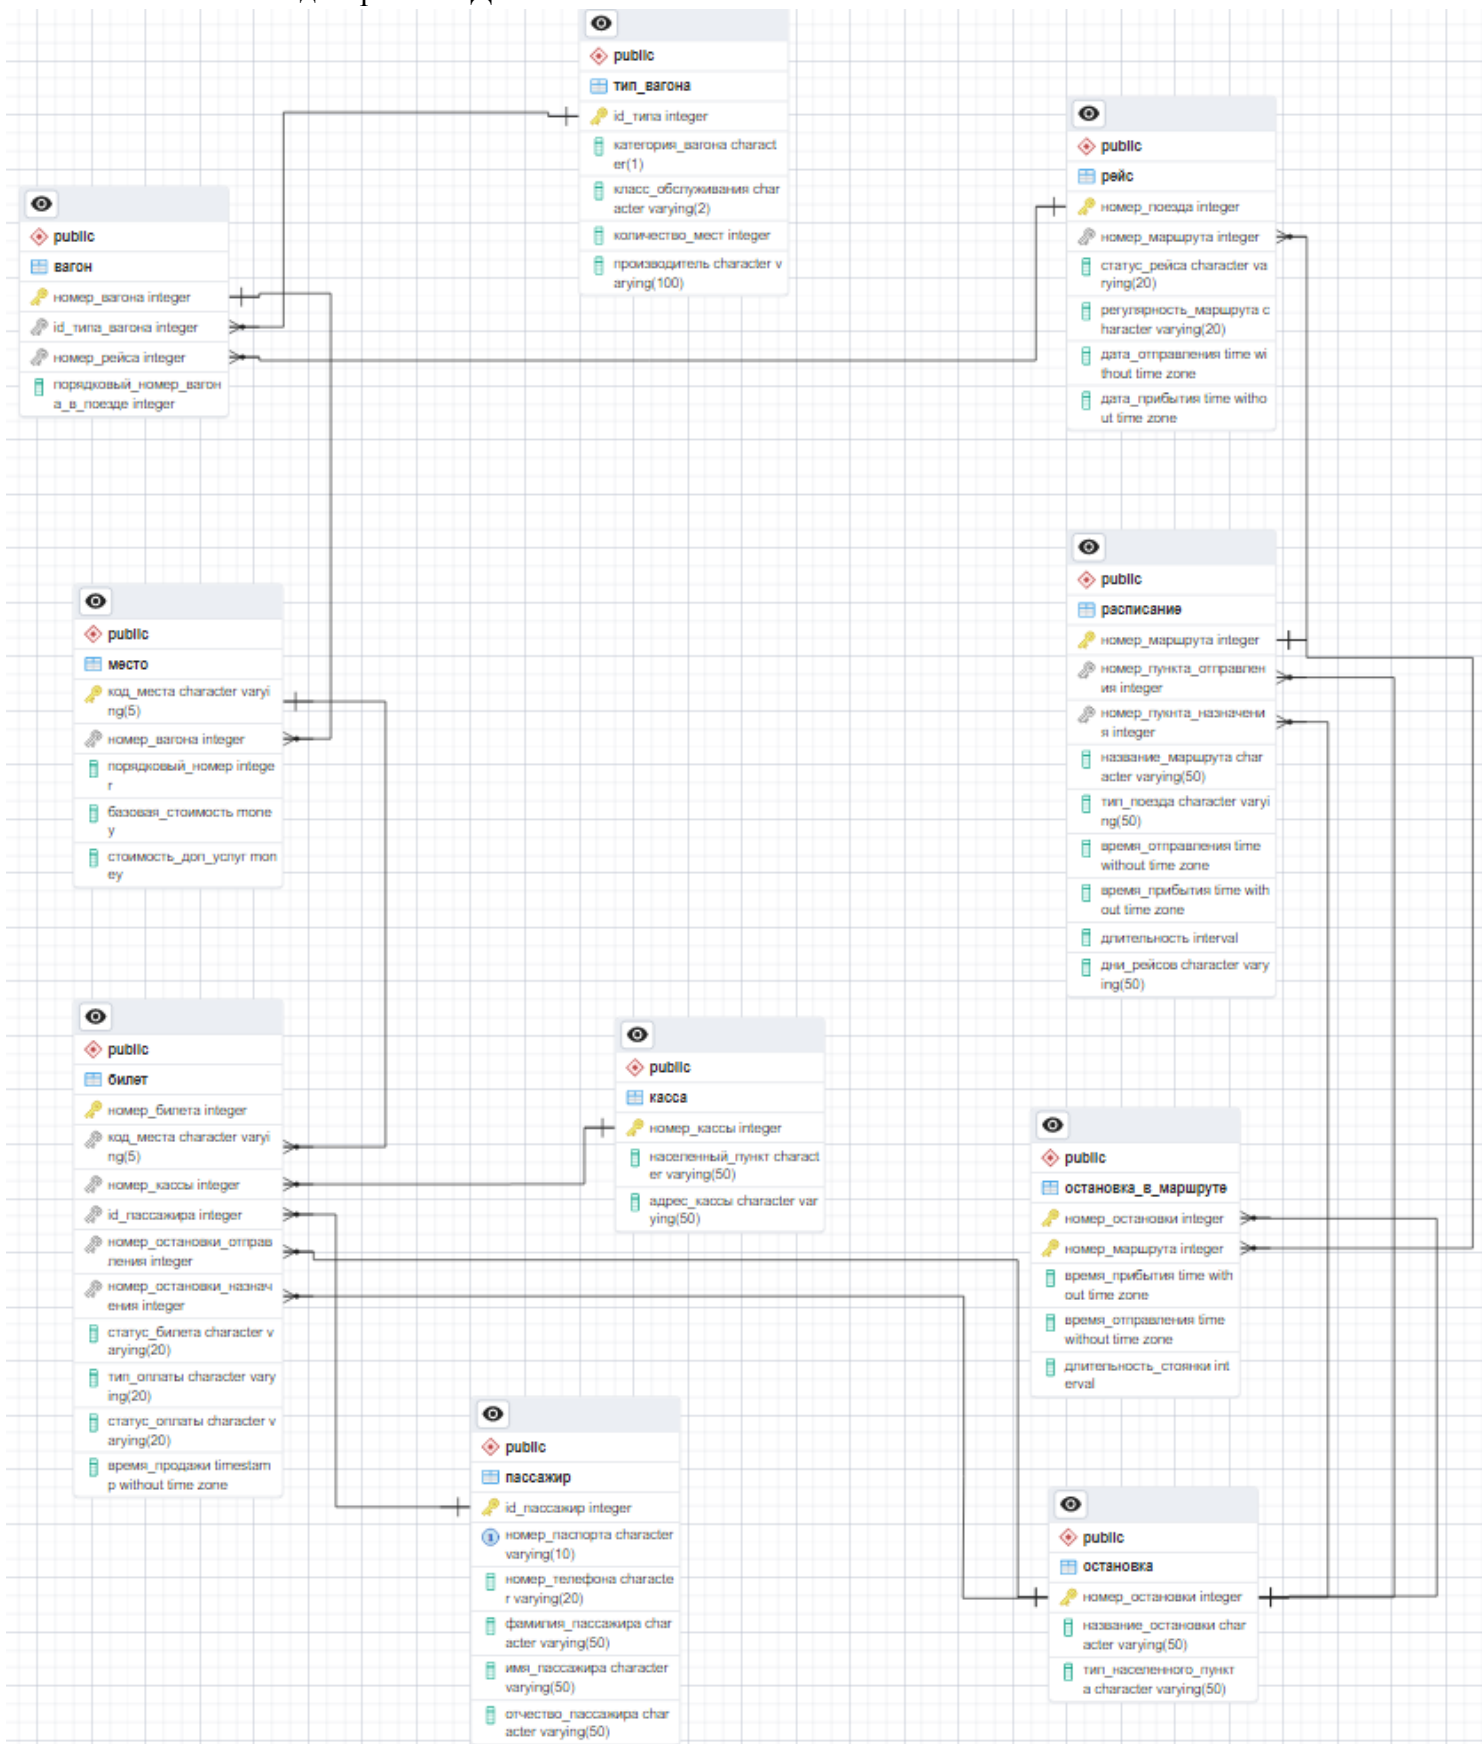 public
тип_вагона
id_типа integer
категория_вагона charact
er(1)
класс_обслуживания char
acter varying(2)
количество_мест integer
производитель character v
arying(100)
public
рейс
номер_поезда integer
номер_маршрута integer
статус_рейса character va
rying(20)
регулярность_маршрута c
haracter varying(20)
дата_отправления time wi
thout time zone
дата_прибытия time witho
ut time zone
public
вагон
номер_вагона integer
id_типа_вагона integer
номер_рейса integer
порядковый_номер_вагон
а_в_поезде integer
public
расписание
номер_маршрута integer
номер_пункта_отправлен
ия integer
номер_пукнта_назначени
я integer
название_маршрута char
acter varying(50)
тип_поезда character varyi
ng(50)
время_отправления time
without time zone
время_прибытия time with
out time zone
длительность interval
дни_рейсов character vary
ing(50)
public
место
код_места character varyi
ng(5)
номер_вагона integer
порядковый_номер intege
r
базовая_стоимость mone
y
стоимость_доп_услуг mon
ey
public
билет
номер_билета integer
код_места character varyi
ng(5)
номер_кассы integer
id_пассажира integer
номер_остановки_отправ
ления integer
номер_остановки_назнач
ения integer
статус_билета character v
arying(20)
тип_оплаты character vary
ing(20)
статус_оплаты character v
arying(20)
время_продажи timestam
p without time zone
public
касса
номер_кассы integer
населенный_пункт charact
er varying(50)
адрес_кассы character var
ying(50)
public
остановка_в_маршруте
номер_остановки integer
номер_маршрута integer
время_прибытия time with
out time zone
время_отправления time
without time zone
длительность_стоянки int
erval
public
пассажир
id_пассажир integer
номер_паспорта character
varying(10)
номер_телефона characte
r varying(20)
фамилия_пассажира char
acter varying(50)
имя_пассажира character
varying(50)
отчество_пассажира char
acter varying(50)
public
остановка
номер_остановки integer
название_остановки char
acter varying(50)
тип_населенного_пункт
а character varying(50)